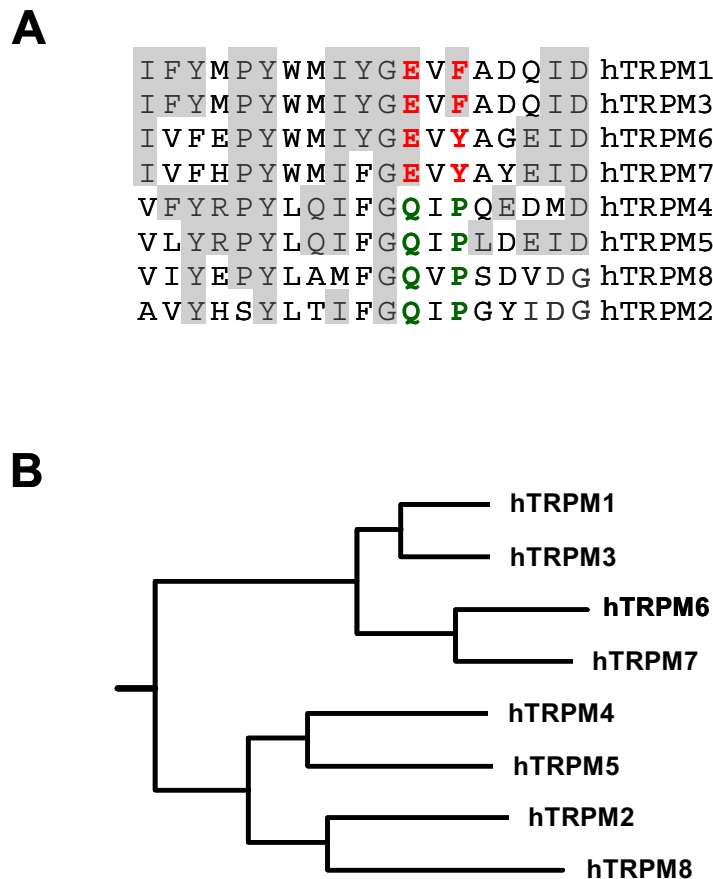 A
IFYMPYWMIYGEVFADQID hTRPM1
IFYMPYWMIYGEVFADQID hTRPM3
IVFEPYWMIYGEVYAGEID hTRPM6
IVFHPYWMIFGEVYAYEID hTRPM7
VFYRPYLQIFGQIPQEDMD hTRPM4
VLYRPYLQIFGQIPLDEID hTRPM5
VIYEPYLAMFGQVPSDVDG hTRPM8
AVYHSYLTIFGQIPGYIDG hTRPM2
B
hTRPM1
hTRPM3
hTRPM6
hTRPM7
hTRPM4
hTRPM5
hTRPM2
hTRPM8